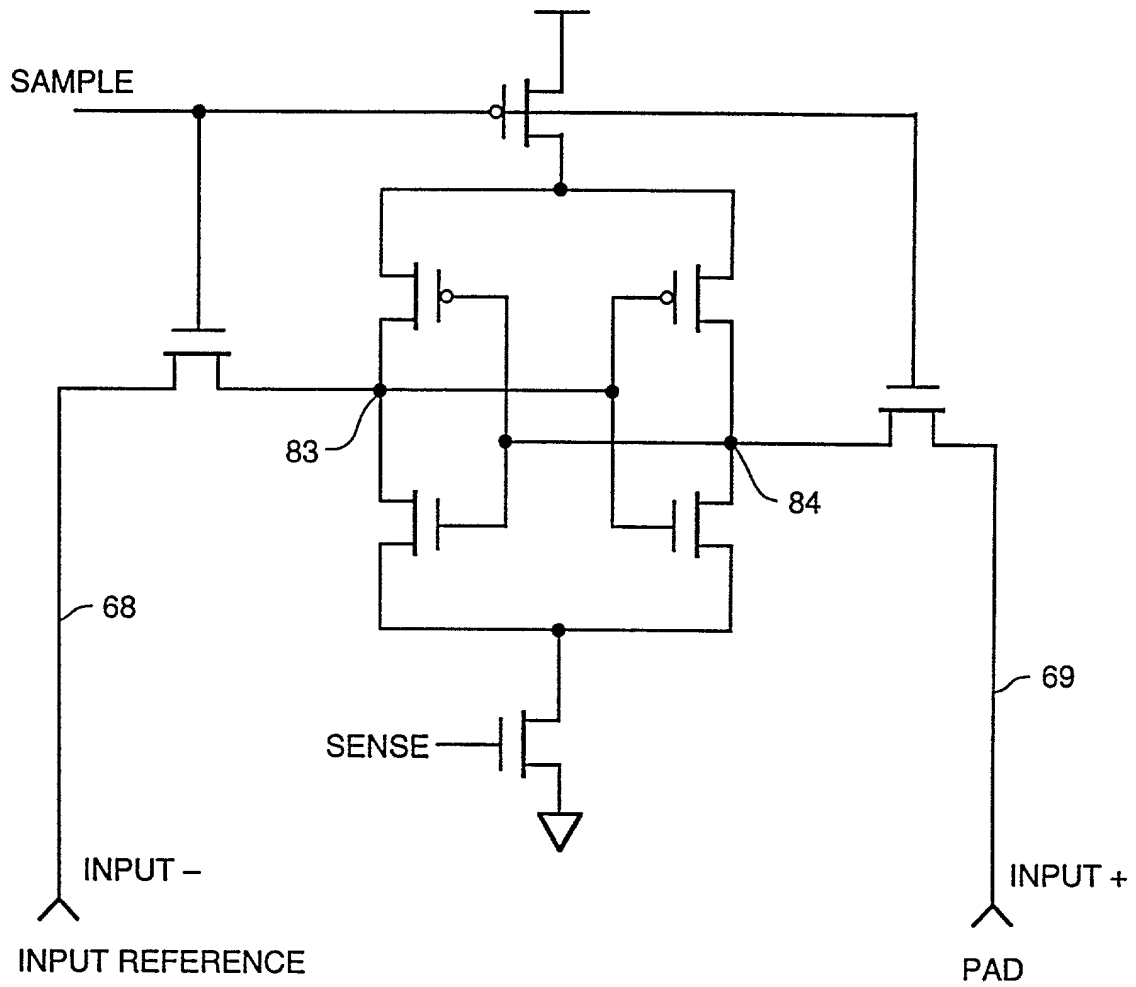 SAMPLE
83
84
68
69
SENSE
INPUT –
INPUT +
INPUT REFERENCE
PAD